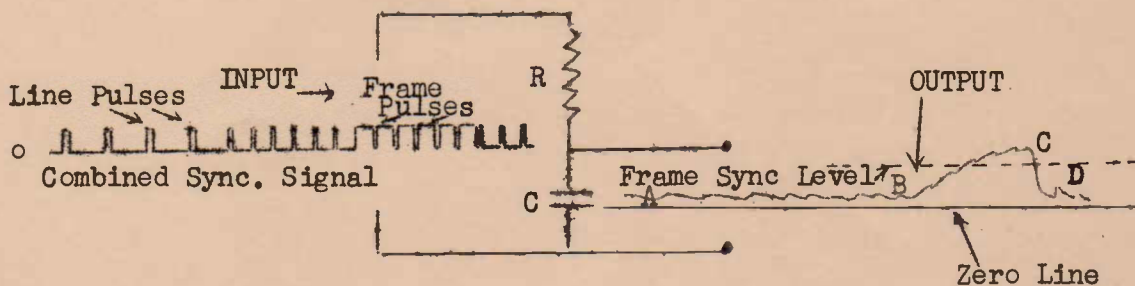 INPUT
Line Pulses
Frame
Pulses
o
Combined Sync. Signal
R
C
OUTPUT
Frame Sync Level
A
B
C
D
Zero Line